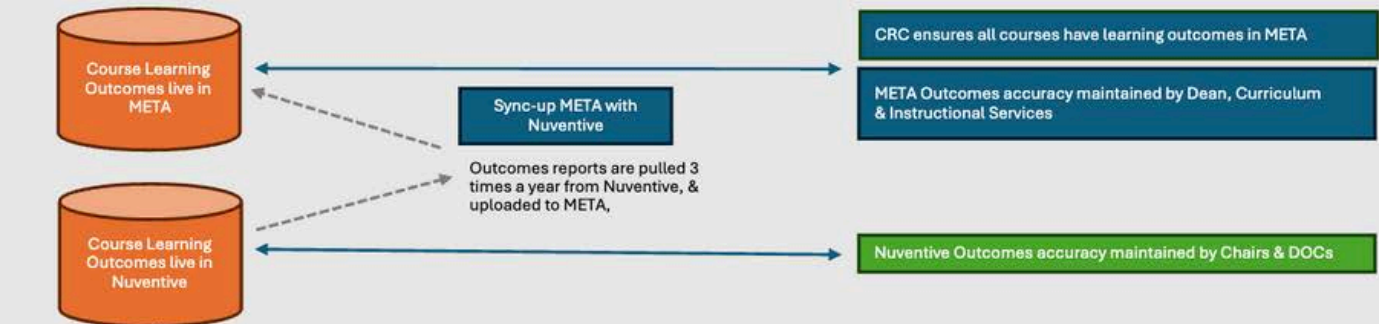 Course Learning
Outcomes live in
META
CRC ensures all courses have learning outcomes in META
META Outcomes accuracy maintained by Dean, Curriculum
& Instructional Services
Sync-up META with
Nuventive
Outcomes reports are pulled 3
times a year from Nuventive, &
uploaded to META,
Course Learning
Outcomes live in
Nuventive
Nuventive Outcomes accuracy maintained by Chairs & DOCs